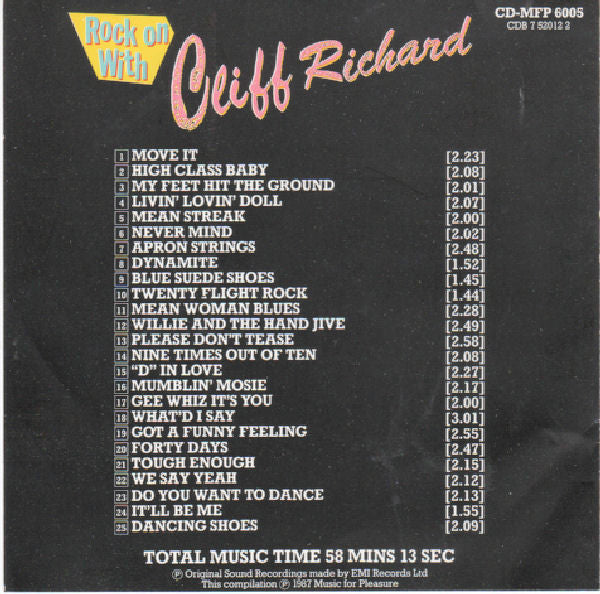 Rock on
With
Cliff Richard
CD-MFP 6005
CDB 7 52012 2
1 MOVE IT [2.23]
2 HIGH CLASS BABY [2.08]
3 MY FEET HIT THE GROUND [2.01]
4 LIVIN' LOVIN' DOLL [2.07]
5 MEAN STREAK [2.00]
6 NEVER MIND [2.02]
7 APRON STRINGS [2.48]
8 DYNAMITE [1.52]
9 BLUE SUEDE SHOES [1.45]
10 TWENTY FLIGHT ROCK [1.44]
11 MEAN WOMAN BLUES [2.28]
12 WILLIE AND THE HAND JIVE [2.49]
13 PLEASE DON'T TEASE [2.58]
14 NINE TIMES OUT OF TEN [2.08]
15 "D" IN LOVE [2.27]
16 MUMBLIN' MOSIE [2.17]
17 GEE WHIZ IT'S YOU [2.00]
18 WHAT'D I SAY [3.01]
19 GOT A FUNNY FEELING [2.55]
20 FORTY DAYS [2.47]
21 TOUGH ENOUGH [2.15]
22 WE SAY YEAH [2.12]
23 DO YOU WANT TO DANCE [2.13]
24 IT'LL BE ME [1.55]
25 DANCING SHOES [2.09]
TOTAL MUSIC TIME 58 MINS 13 SEC
℗ Original Sound Recordings made by EMI Records Ltd
This compilation ℗ 1987 Music for Pleasure